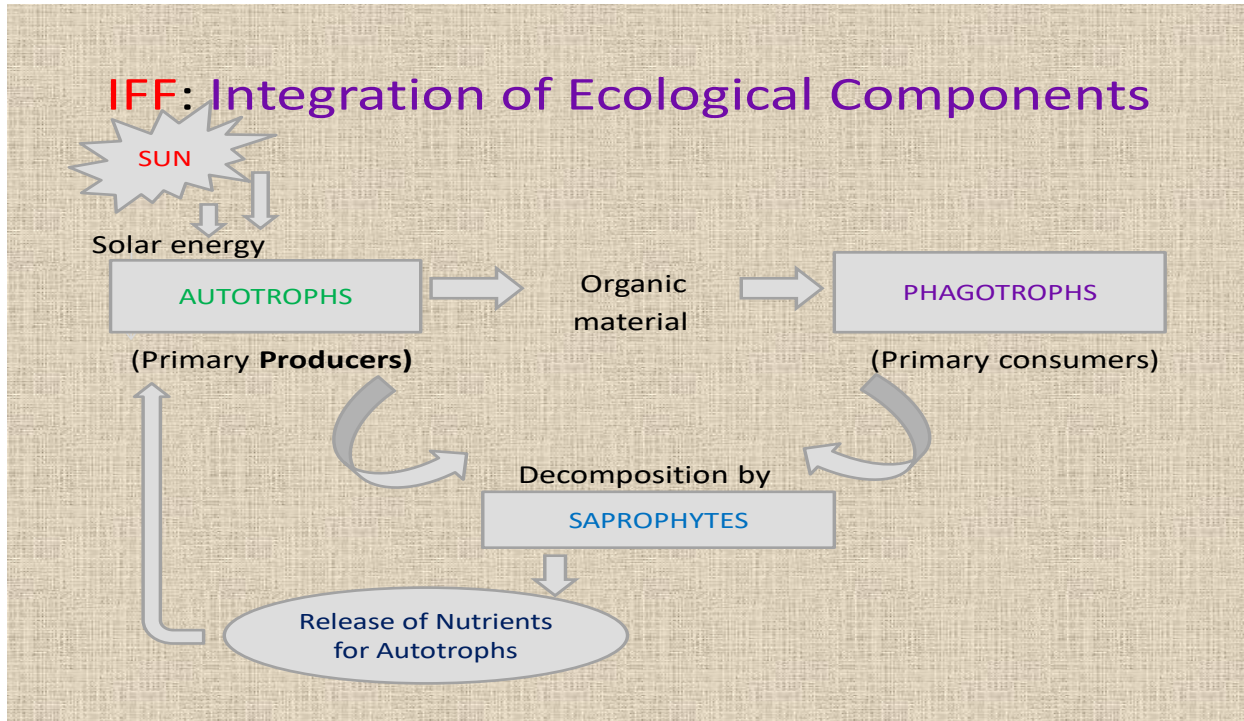 IFF: Integration of Ecological Components
SUN
Solar energy
AUTOTROPHS
Organic
material
PHAGOTROPHS
(Primary Producers)
(Primary consumers)
Decomposition by
SAPROPHYTES
Release of Nutrients
for Autotrophs